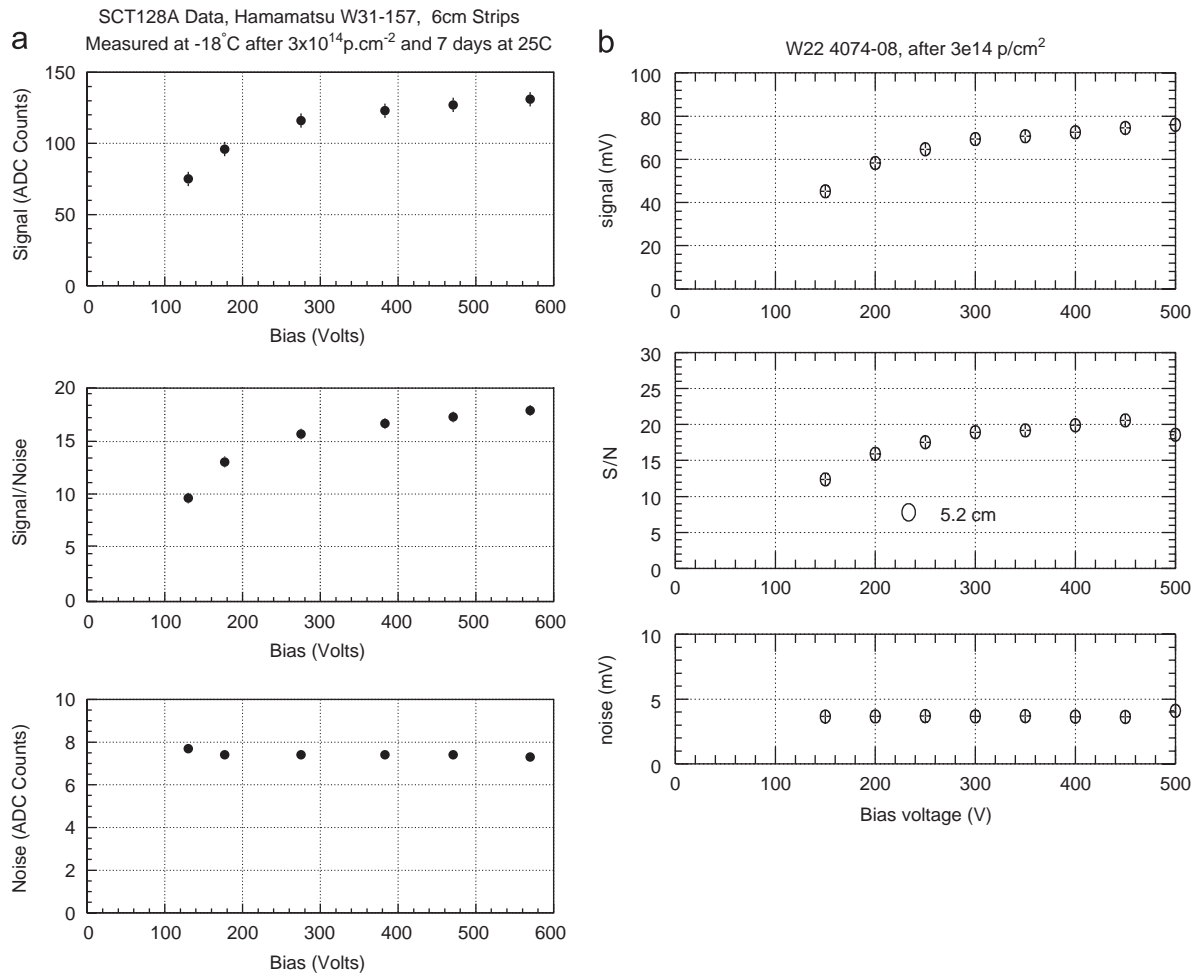 a
SCT128A Data, Hamamatsu W31-157, 6cm Strips
Measured at -18°C after 3x10¹⁴p.cm⁻² and 7 days at 25C
Signal (ADC Counts)
150
100
50
0
0 100 200 300 400 500 600
Bias (Volts)
Signal/Noise
20
15
10
5
0
0 100 200 300 400 500 600
Bias (Volts)
Noise (ADC Counts)
10
8
6
4
2
0
0 100 200 300 400 500 600
Bias (Volts)
b
W22 4074-08, after 3e14 p/cm²
signal (mV)
100
80
60
40
20
0
0 100 200 300 400 500
S/N
30
25
20
15
10
5
0
5.2 cm
0 100 200 300 400 500
noise (mV)
10
5
0
0 100 200 300 400 500
Bias voltage (V)